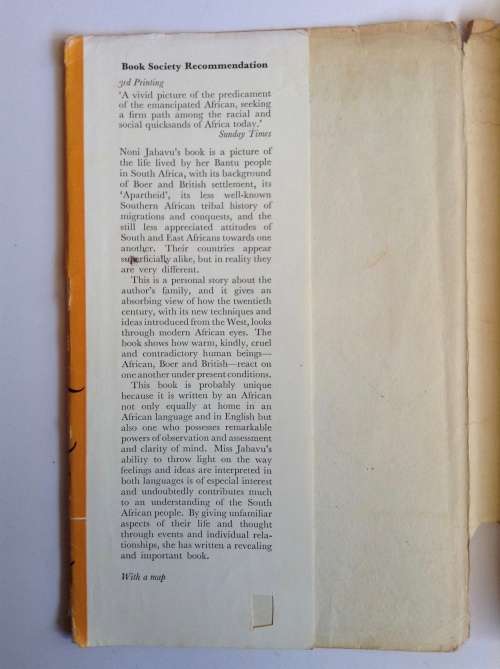 Book Society Recommendation
3rd Printing
‘A vivid picture of the predicament
of the emancipated African, seeking
a firm path among the racial and
social quicksands of Africa today.’
Sunday Times
Noni Jabavu’s book is a picture of
the life lived by her Bantu people
in South Africa, with its background
of Boer and British settlement, its
‘Apartheid’, its less well-known
Southern African tribal history of
migrations and conquests, and the
still less appreciated attitudes of
South and East Africans towards one
another. Their countries appear
superficially alike, but in reality they
are very different.
This is a personal story about the
author’s family, and it gives an
absorbing view of how the twentieth
century, with its new techniques and
ideas introduced from the West, looks
through modern African eyes. The
book shows how warm, kindly, cruel
and contradictory human beings—
African, Boer and British—react on
one another under present conditions.
This book is probably unique
because it is written by an African
not only equally at home in an
African language and in English but
also one who possesses remarkable
powers of observation and assessment
and clarity of mind. Miss Jabavu’s
ability to throw light on the way
feelings and ideas are interpreted in
both languages is of especial interest
and undoubtedly contributes much
to an understanding of the South
African people. By giving unfamiliar
aspects of their life and thought
through events and individual rela-
tionships, she has written a revealing
and important book.
With a map